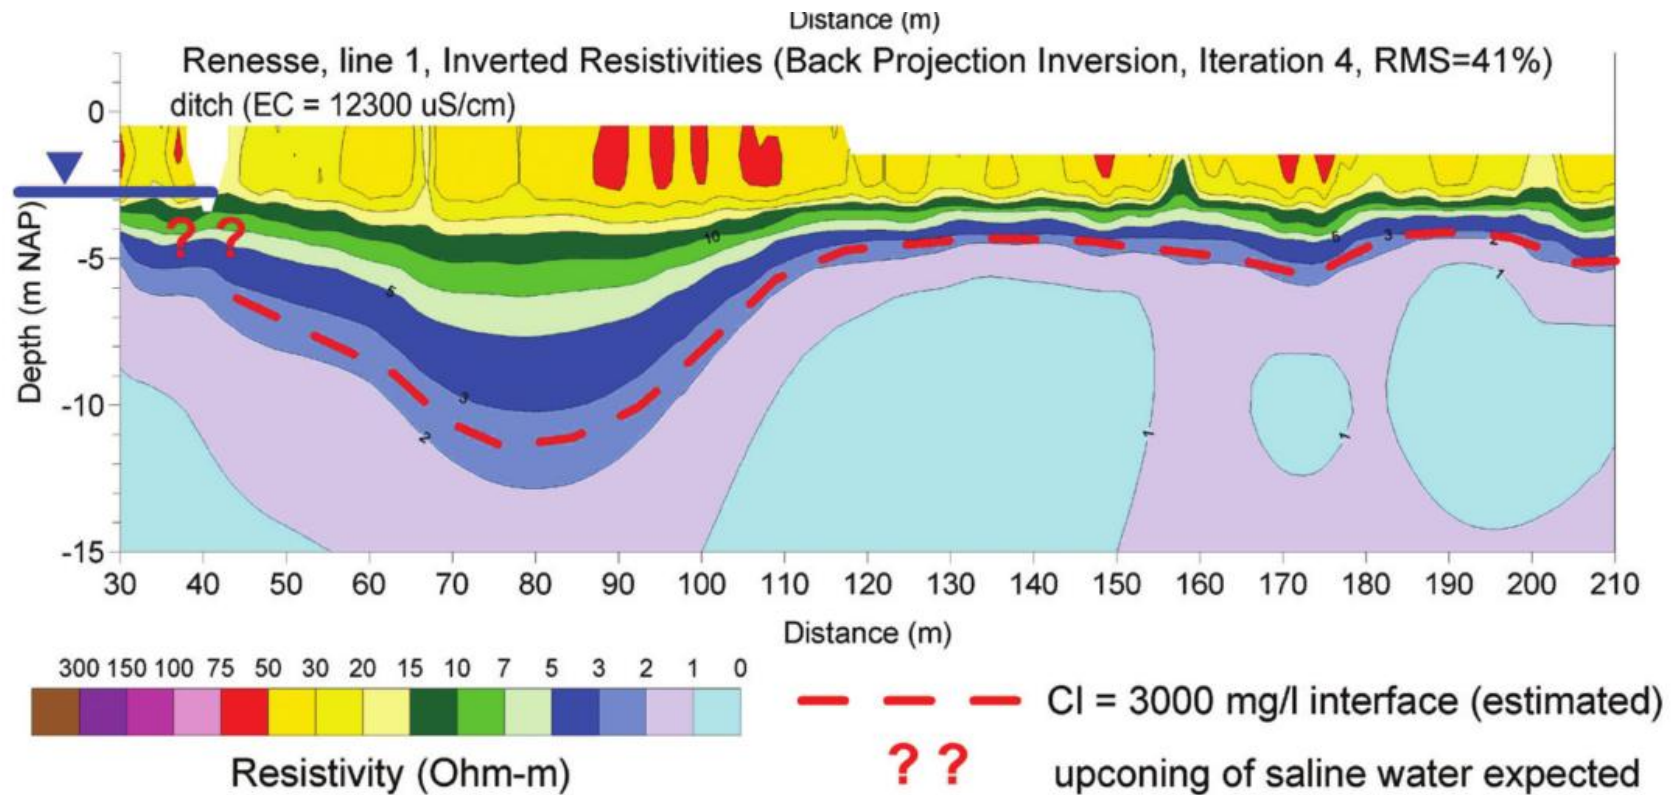 Distance (m)
Renesse, line 1, Inverted Resistivities (Back Projection Inversion, Iteration 4, RMS=41%)
ditch (EC = 12300 uS/cm)
0
-5
-10
-15
Depth (m NAP)
? ?
10
5
3
2
5
3
2
1
1
1
30 40 50 60 70 80 90 100 110 120 130 140 150 160 170 180 190 200 210
Distance (m)
300 150 100 75 50 30 20 15 10 7 5 3 2 1 0
Resistivity (Ohm-m)
Cl = 3000 mg/l interface (estimated)
? ? upconing of saline water expected